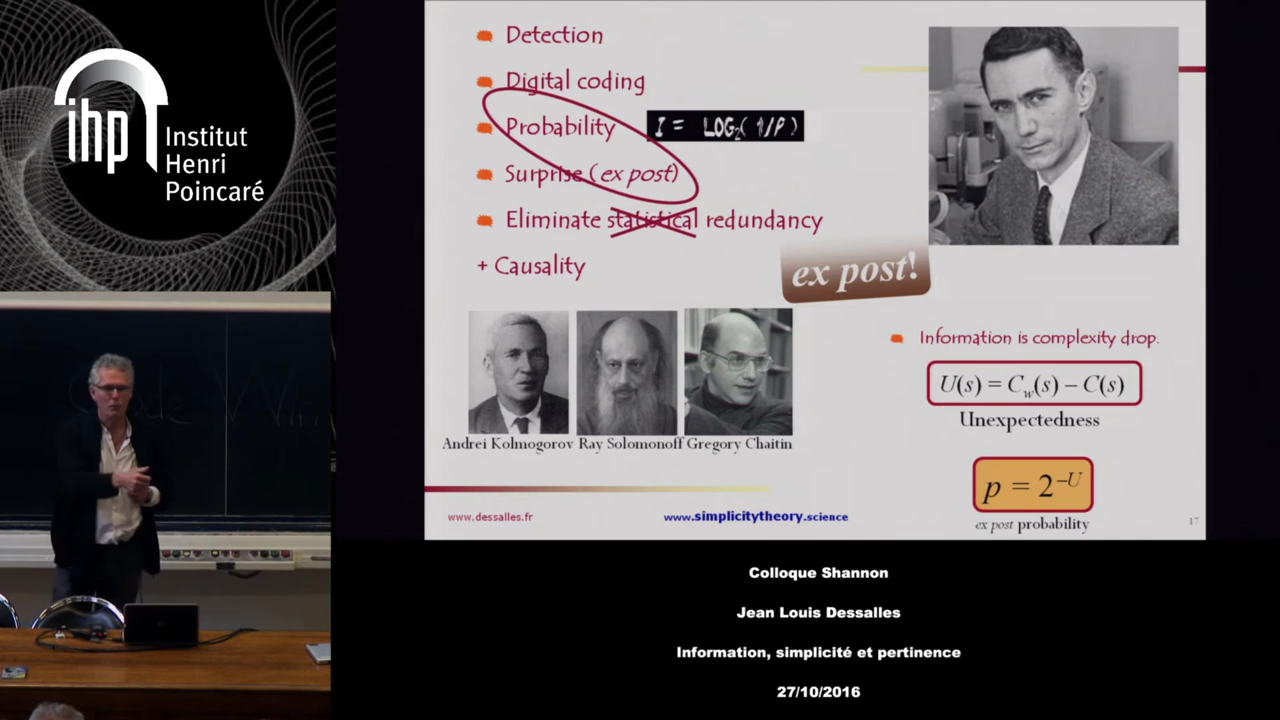 ihp
Institut
Henri
Poincaré
Detection
Digital coding
Probability
I = LOG₂(1/P)
Surprise (ex post)
Eliminate statistical redundancy
+ Causality
ex post!
Andrei Kolmogorov Ray Solomonoff Gregory Chaitin
Information is complexity drop.
U(s) = C_w(s) – C(s)
Unexpectedness
p = 2^-U
ex post probability
www.dessalles.fr
www.simplicitytheory.science
17
Colloque Shannon
Jean Louis Dessalles
Information, simplicité et pertinence
27/10/2016